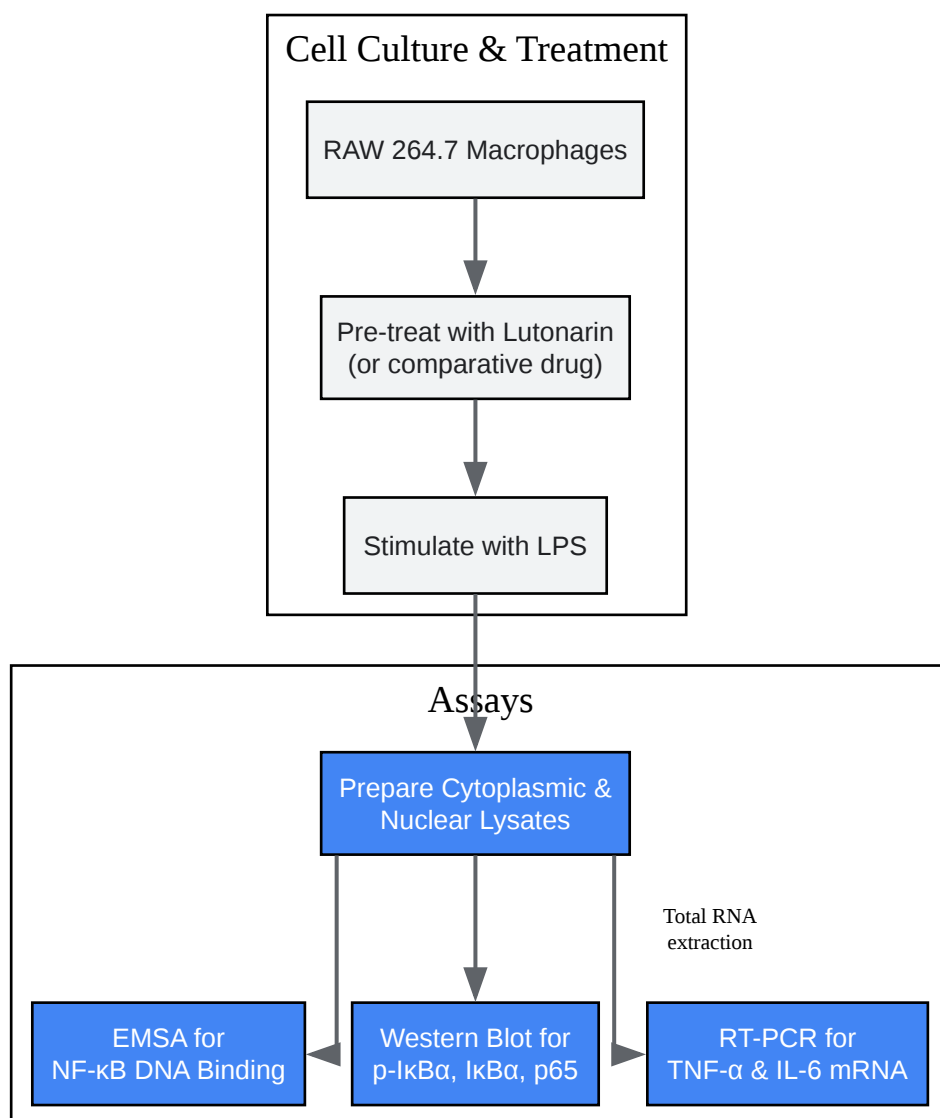 Cell Culture & Treatment
RAW 264.7 Macrophages
Pre-treat with Lutonarin
(or comparative drug)
Stimulate with LPS
Assays
Prepare Cytoplasmic &
Nuclear Lysates
Total RNA
extraction
EMSA for
NF-κB DNA Binding
Western Blot for
p-IκBα, IκBα, p65
RT-PCR for
TNF-α & IL-6 mRNA